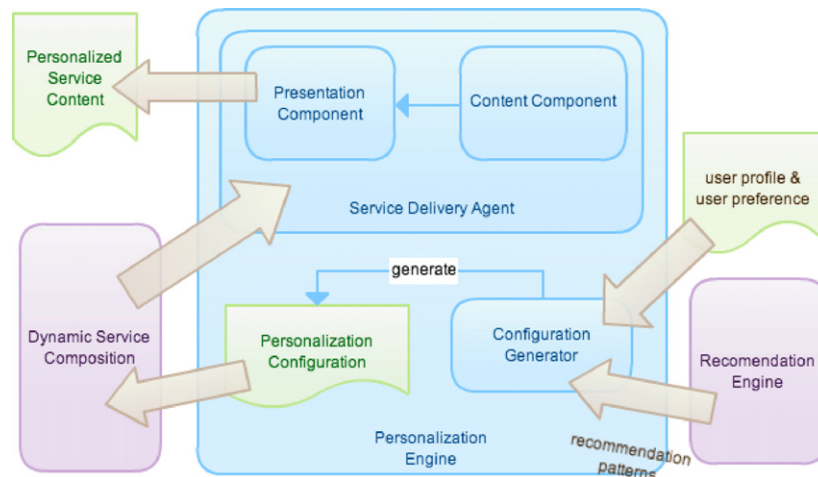 Personalized
Service
Content
Presentation
Component
Content Component
Service Delivery Agent
user profile &
user preference
generate
Dynamic Service
Composition
Personalization
Configuration
Configuration
Generator
Recomendation
Engine
Personalization
Engine
recommendation
patterns